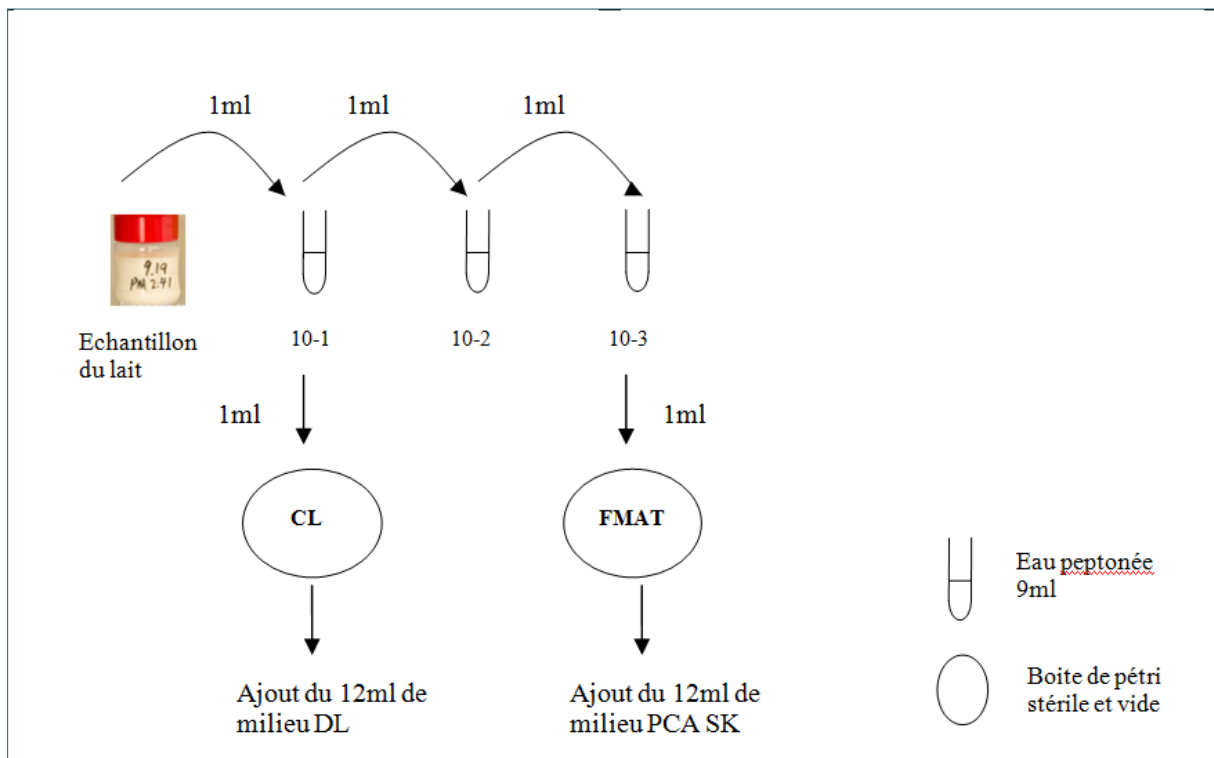 1ml
1ml
1ml
9.19
PM 2:41
Echantillon
du lait
10-1
10-2
10-3
1ml
1ml
CL
FMAT
Eau peptonée
9ml
Ajout du 12ml de
milieu DL
Ajout du 12ml de
milieu PCA SK
Boite de pétri
stérile et vide